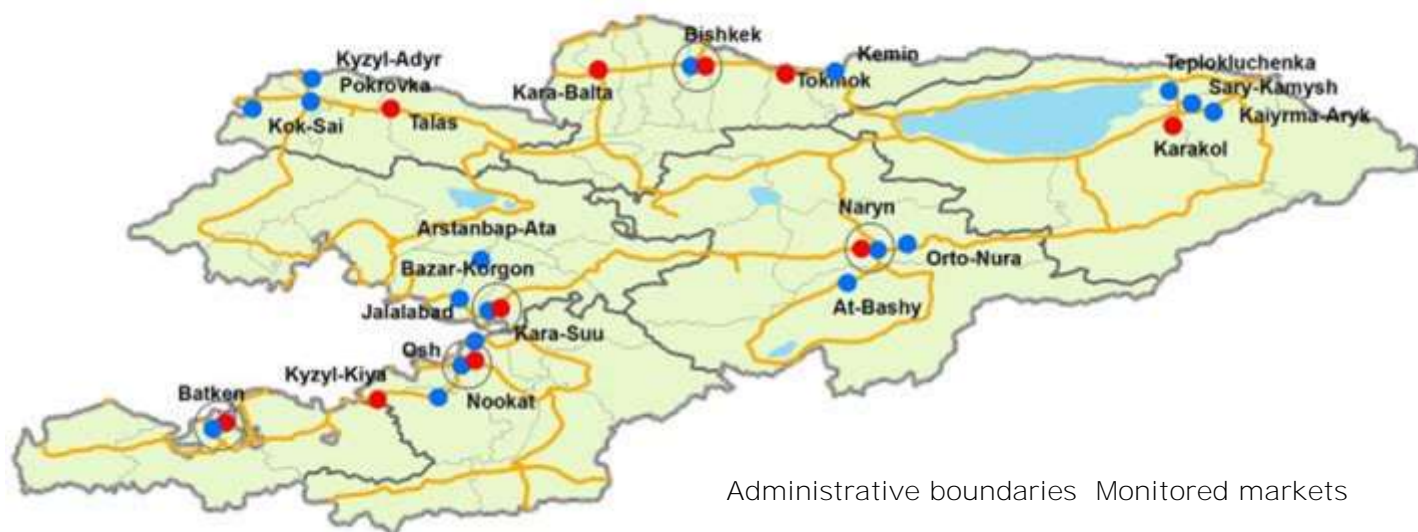 Bishkek
Kyzyl-Adyr
Kemin
Pokrovka
Teplokluchenka
Tokmok
Sary-Kamysh
Kara-Balta
Kok-Sai
Talas
Kaiyrma-Aryk
Karakol
Naryn
Arstanbap-Ata
Orto-Nura
Bazar-Korgon
At-Bashy
Jalalabad
Kara-Suu
Osh
Kyzyl-Kiya
Batken
Nookat
Administrative boundaries Monitored markets